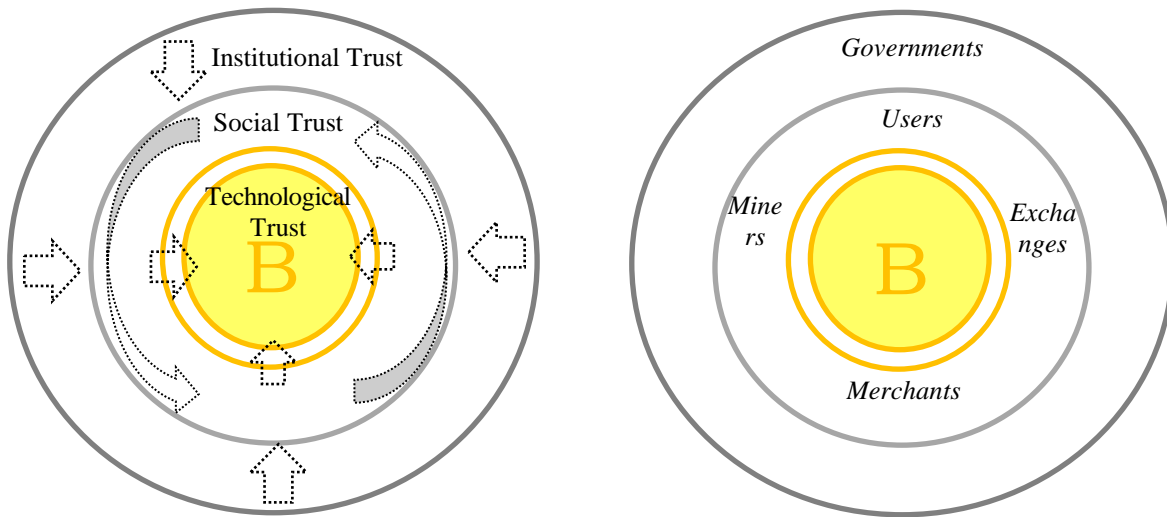 Institutional Trust
Social Trust
Technological
Trust
B
Governments
Users
Mine
rs
Excha
nges
B
Merchants